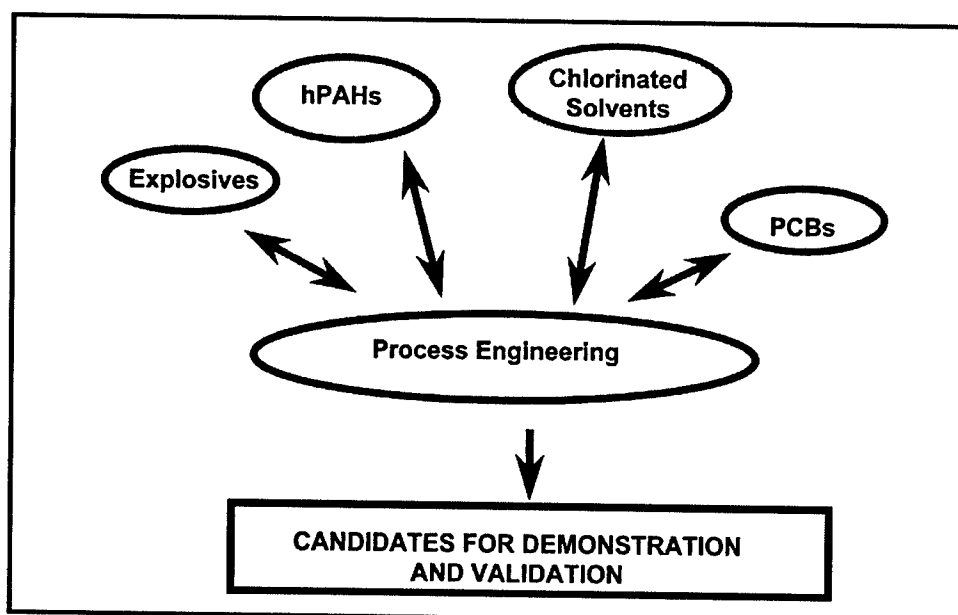 hPAHs
Chlorinated
Solvents
Explosives
PCBs
Process Engineering
CANDIDATES FOR DEMONSTRATION
AND VALIDATION